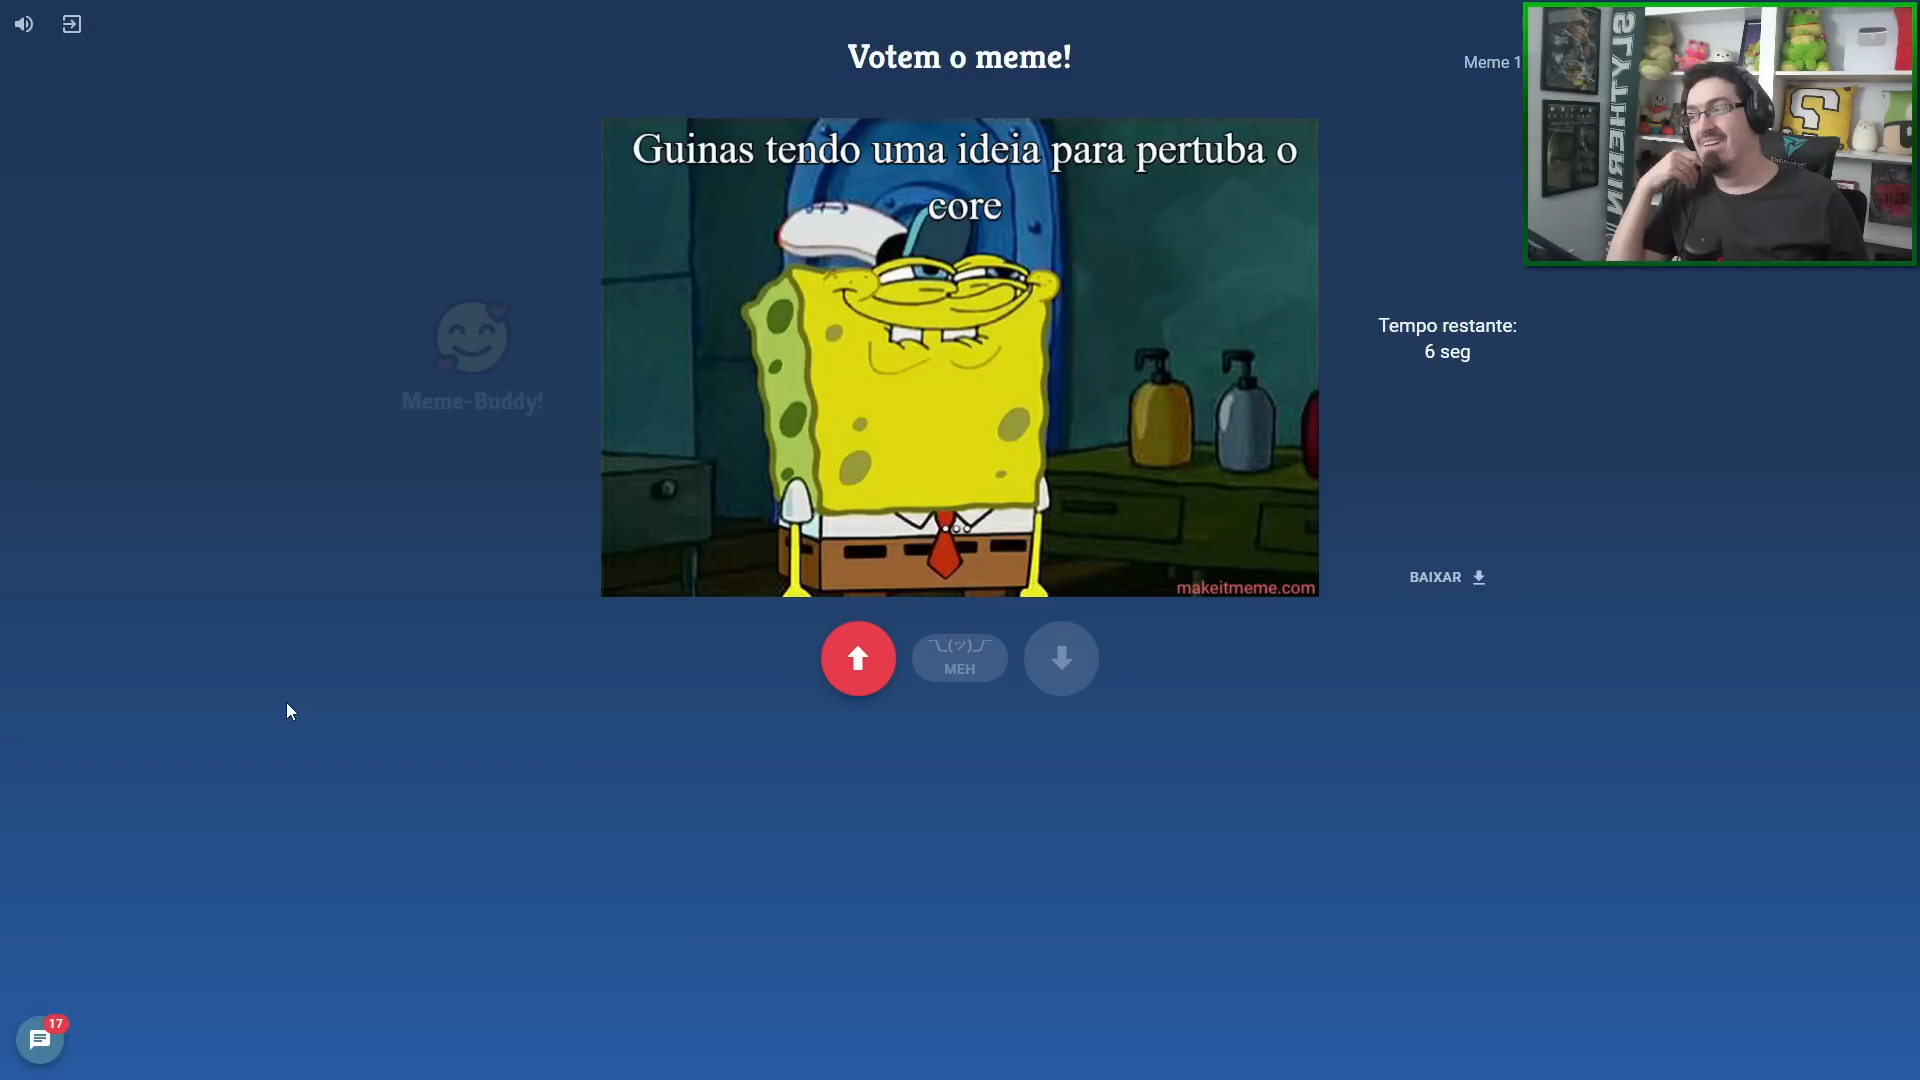 Votem o meme!
Meme 1
Guinas tendo uma ideia para pertuba o
core
SLYTHERIN
Tempo restante:
6 seg
Meme-Buddy!
BAIXAR
makeitmeme.com
¯\_(ツ)_/¯
MEH
17